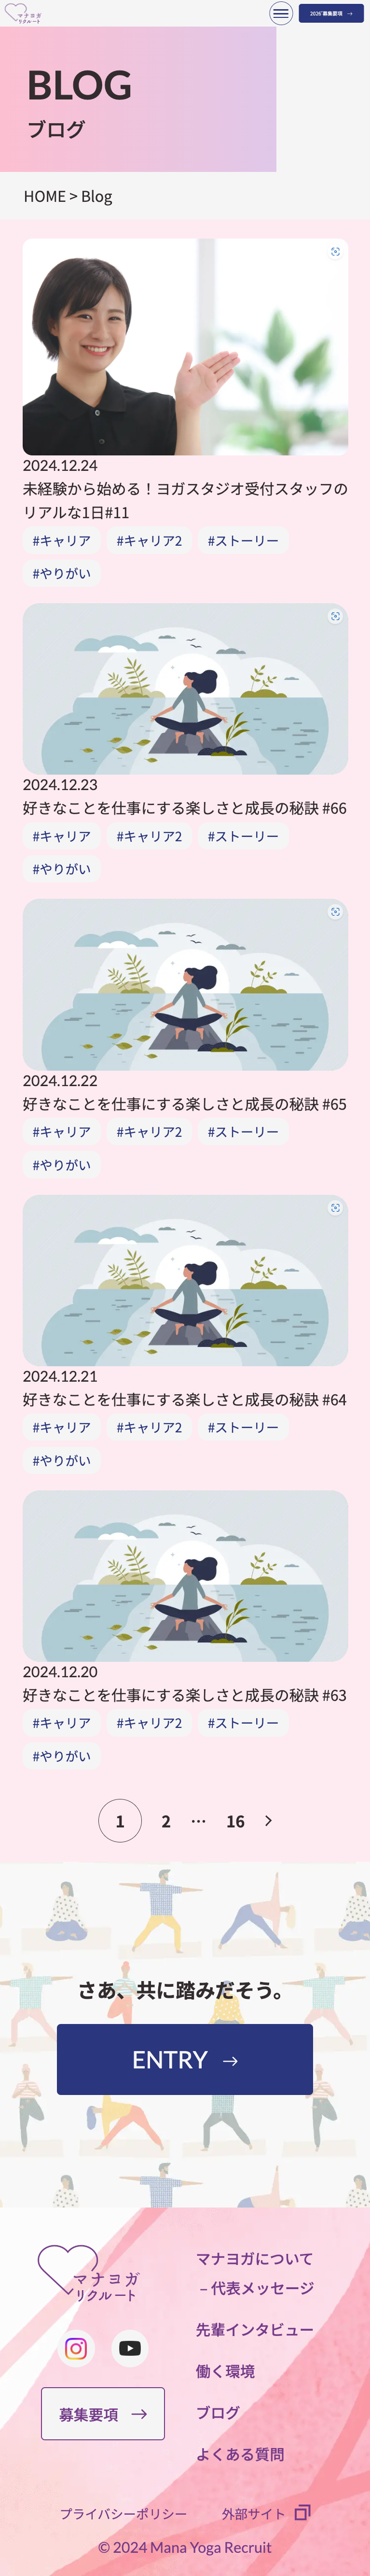 マナヨガ
リクルート
2026'募集要項 →
BLOG
ブログ
HOME > Blog
2024.12.24
未経験から始める！ヨガスタジオ受付スタッフの
リアルな1日#11
#キャリア #キャリア2 #ストーリー
#やりがい
2024.12.23
好きなことを仕事にする楽しさと成長の秘訣 #66
#キャリア #キャリア2 #ストーリー
#やりがい
2024.12.22
好きなことを仕事にする楽しさと成長の秘訣 #65
#キャリア #キャリア2 #ストーリー
#やりがい
2024.12.21
好きなことを仕事にする楽しさと成長の秘訣 #64
#キャリア #キャリア2 #ストーリー
#やりがい
2024.12.20
好きなことを仕事にする楽しさと成長の秘訣 #63
#キャリア #キャリア2 #ストーリー
#やりがい
1 2 … 16 >
さあ、共に踏みだそう。
ENTRY →
マナヨガ
リクルート
募集要項 →
マナヨガについて
– 代表メッセージ
先輩インタビュー
働く環境
ブログ
よくある質問
プライバシーポリシー 外部サイト
© 2024 Mana Yoga Recruit